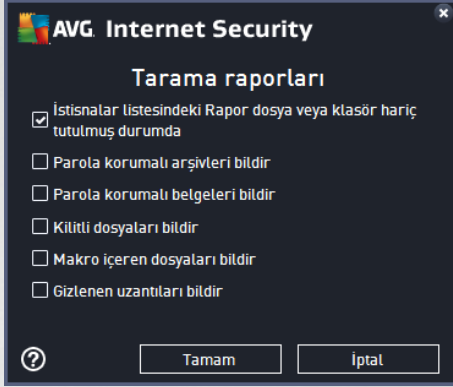 AVG. Internet Security
Tarama raporları
İstisnalar listesindeki Rapor dosya veya klasör hariç
tutulmuş durumda
Parola korumalı arşivleri bildir
Parola korumalı belgeleri bildir
Kilitli dosyaları bildir
Makro içeren dosyaları bildir
Gizlenen uzantıları bildir
Tamam
İptal